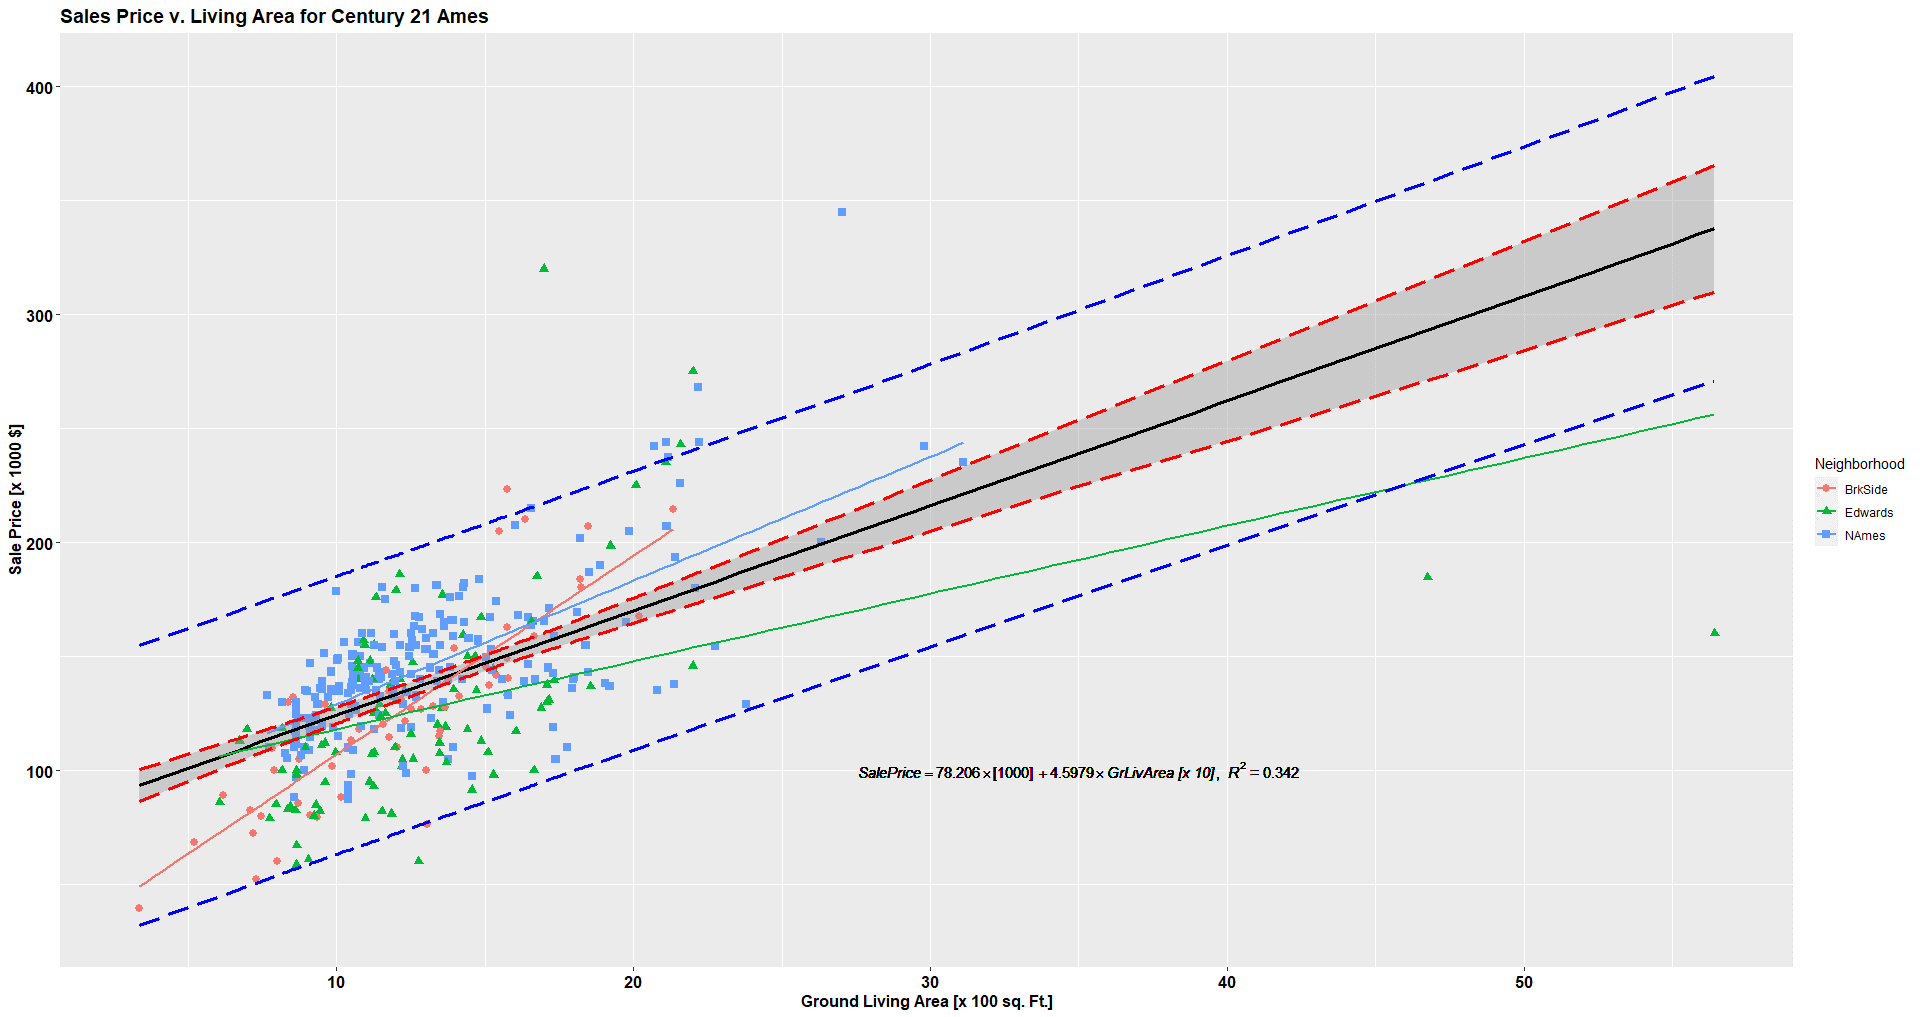 Sales Price v. Living Area for Century 21 Ames
Sale Price [x 1000 $]
400
300
200
100
SalePrice = 78.206 × [1000] + 4.5979 × GrLivArea [x 10], R² = 0.342
10 20 30 40 50
Ground Living Area [x 100 sq. Ft.]
Neighborhood
BrkSide
Edwards
NAmes